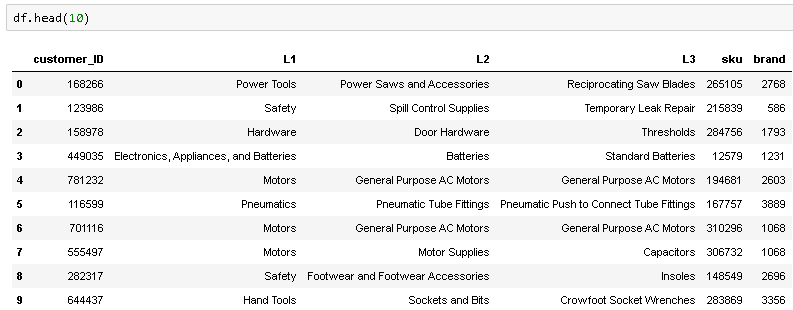 df.head(10)
customer_ID L1 L2 L3 sku brand
0 168266 Power Tools Power Saws and Accessories Reciprocating Saw Blades 265105 2768
1 123986 Safety Spill Control Supplies Temporary Leak Repair 215839 586
2 158978 Hardware Door Hardware Thresholds 284756 1793
3 449035 Electronics, Appliances, and Batteries Batteries Standard Batteries 12579 1231
4 781232 Motors General Purpose AC Motors General Purpose AC Motors 194681 2603
5 116599 Pneumatics Pneumatic Tube Fittings Pneumatic Push to Connect Tube Fittings 167757 3889
6 701116 Motors General Purpose AC Motors General Purpose AC Motors 310296 1068
7 555497 Motors Motor Supplies Capacitors 306732 1068
8 282317 Safety Footwear and Footwear Accessories Insoles 148549 2696
9 644437 Hand Tools Sockets and Bits Crowfoot Socket Wrenches 283869 3356